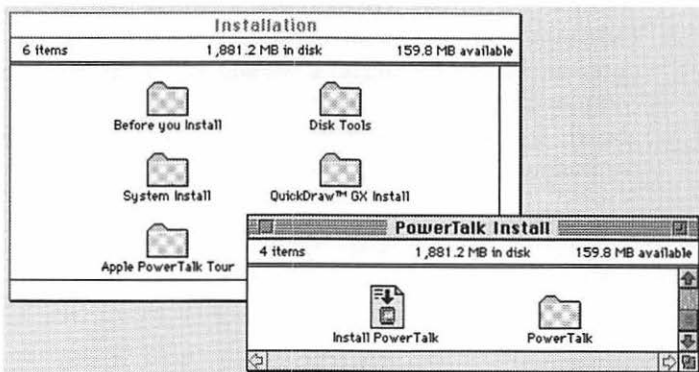 Installation
6 items 1,881.2 MB in disk 159.8 MB available
Before you Install Disk Tools
System Install QuickDraw™ GX Install
Apple PowerTalk Tour
PowerTalk Install
4 items 1,881.2 MB in disk 159.8 MB available
Install PowerTalk PowerTalk